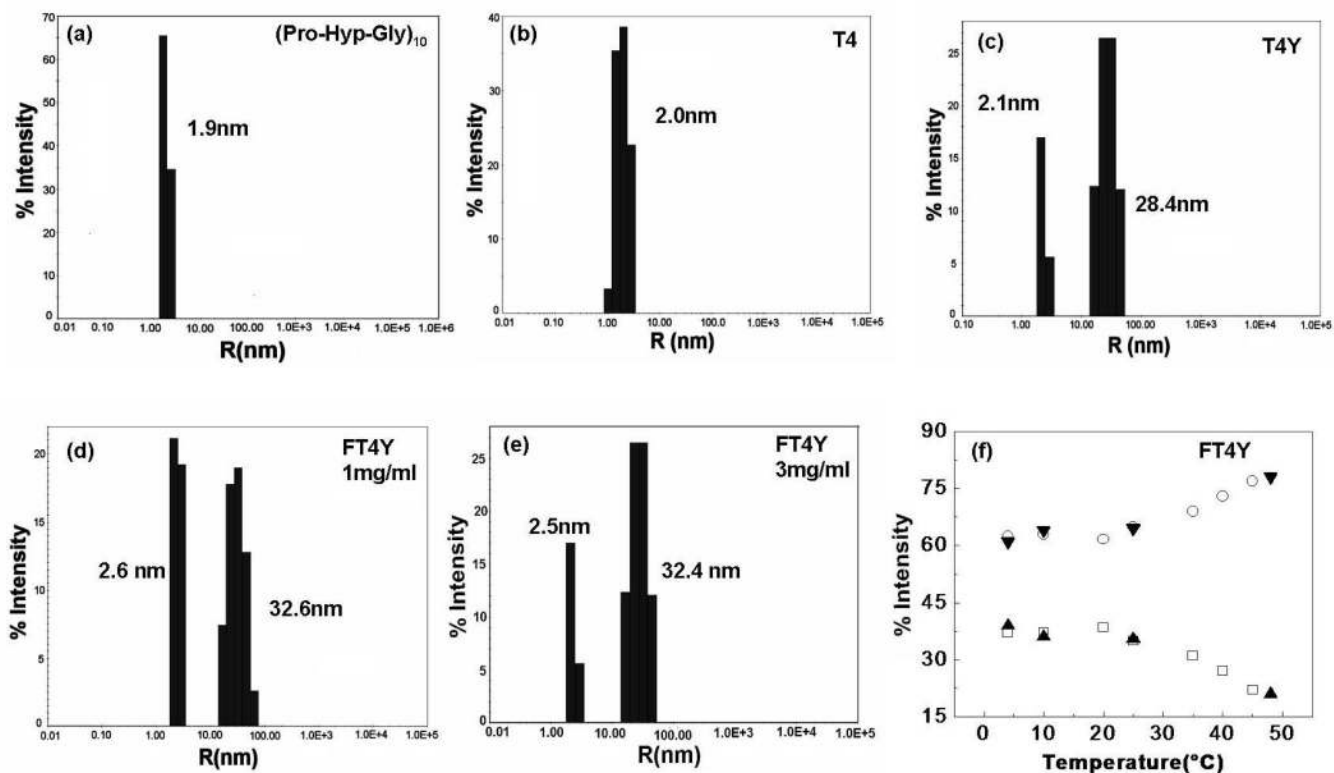 (a)
(Pro-Hyp-Gly)10
70
60
50
40
30
20
10
0
% Intensity
1.9nm
0.01 0.10 1.00 10.00 100.00 1.0E+3 1.0E+4 1.0E+5 1.0E+6
R(nm)
(b)
T4
40
30
20
10
0
% Intensity
2.0nm
0.01 0.10 1.00 10.00 100.00 1.0E+3 1.0E+4 1.0E+5
R (nm)
(c)
T4Y
25
20
15
10
5
0
% Intensity
2.1nm
28.4nm
0.10 1.00 10.00 100.00 1.0E+3 1.0E+4 1.0E+5
R (nm)
(d)
FT4Y
1mg/ml
20
15
10
5
0
% Intensity
2.6 nm
32.6nm
0.01 0.10 1.00 10.00 100.00 1.0E+3 1.0E+4 1.0E+5
R(nm)
(e)
FT4Y
3mg/ml
25
20
15
10
5
0
% Intensity
2.5nm
32.4 nm
0.01 0.10 1.00 10.00 100.00 1.0E+3 1.0E+4 1.0E+5
R(nm)
(f)
FT4Y
90
75
60
45
30
15
% Intensity
0 10 20 30 40 50
Temperature(°C)